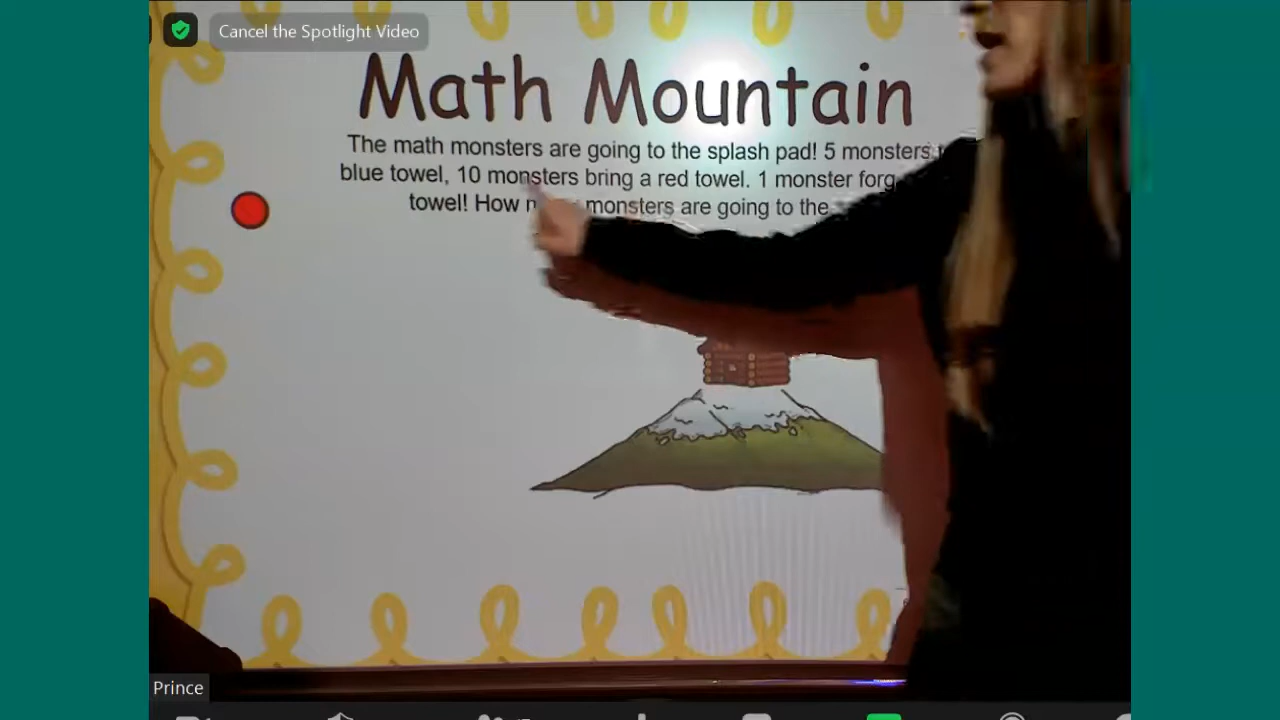 Cancel the Spotlight Video
Math Mountain
The math monsters are going to the splash pad! 5 monsters
blue towel, 10 monsters bring a red towel. 1 monster
towel! How monsters are going to the
Prince